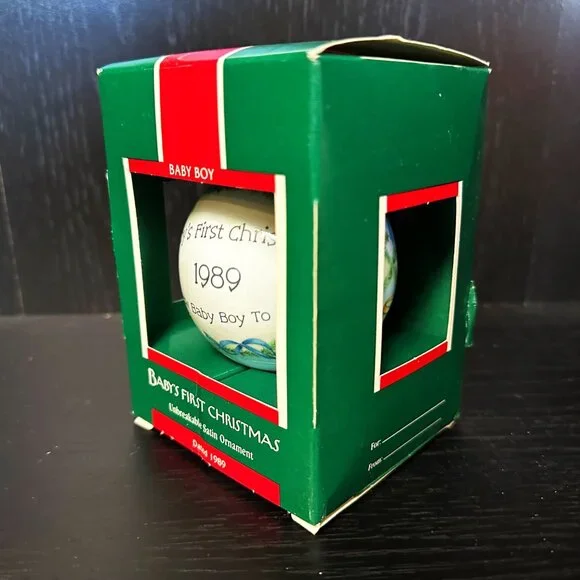 BABY BOY
's First Chris
1989
Baby Boy To
BABY'S FIRST CHRISTMAS
Unbreakable Satin Ornament
Dated 1989
For:
From: